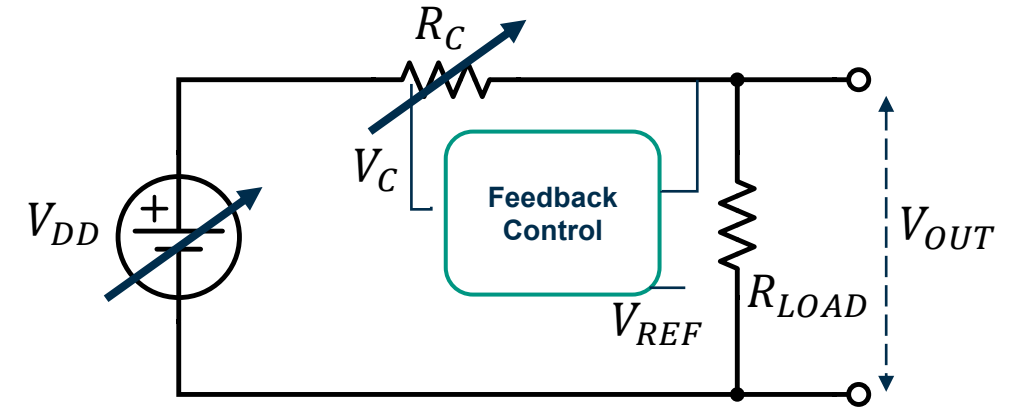 R_C
V_C
Feedback
Control
+
V_DD
V_OUT
R_LOAD
V_REF